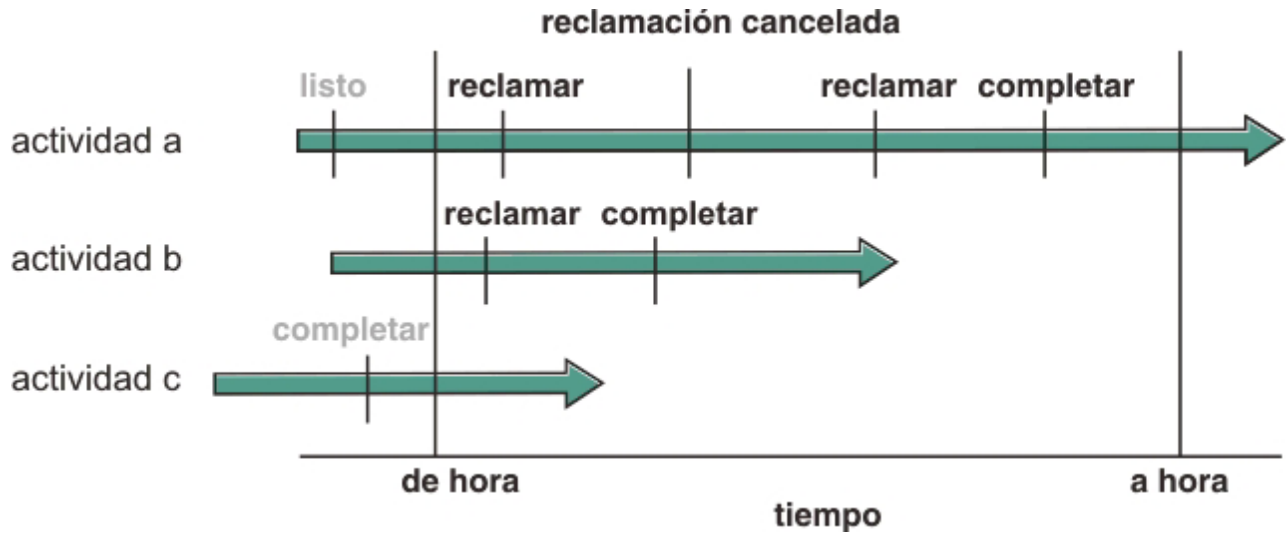 reclamación cancelada
listo reclamar reclamar completar
actividad a
reclamar completar
actividad b
completar
actividad c
de hora a hora
tiempo